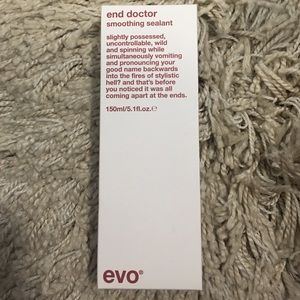 end doctor
smoothing sealant
slightly possessed,
uncontrollable, wild
and spinning while
simultaneously vomiting
and pronouncing your
good name backwards
into the fires of stylistic
hell? and that's before
you noticed it was all
coming apart at the ends.
150ml/5.1fl.oz.℮
evo®